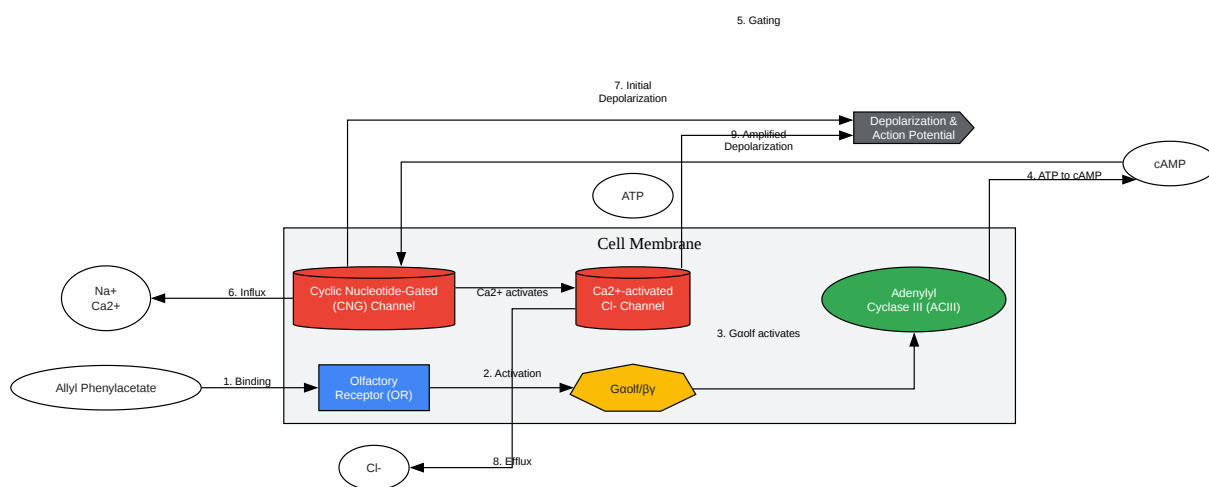 5. Gating
7. Initial
Depolarization
Depolarization &
Action Potential
9. Amplified
Depolarization
cAMP
4. ATP to cAMP
ATP
Cell Membrane
Na+
Ca2+
6. Influx
Cyclic Nucleotide-Gated
(CNG) Channel
Ca2+ activates
Ca2+-activated
Cl- Channel
Adenylyl
Cyclase III (ACIII)
3. Gαolf activates
Allyl Phenylacetate
1. Binding
Olfactory
Receptor (OR)
2. Activation
Gαolf/βγ
8. Efflux
Cl-